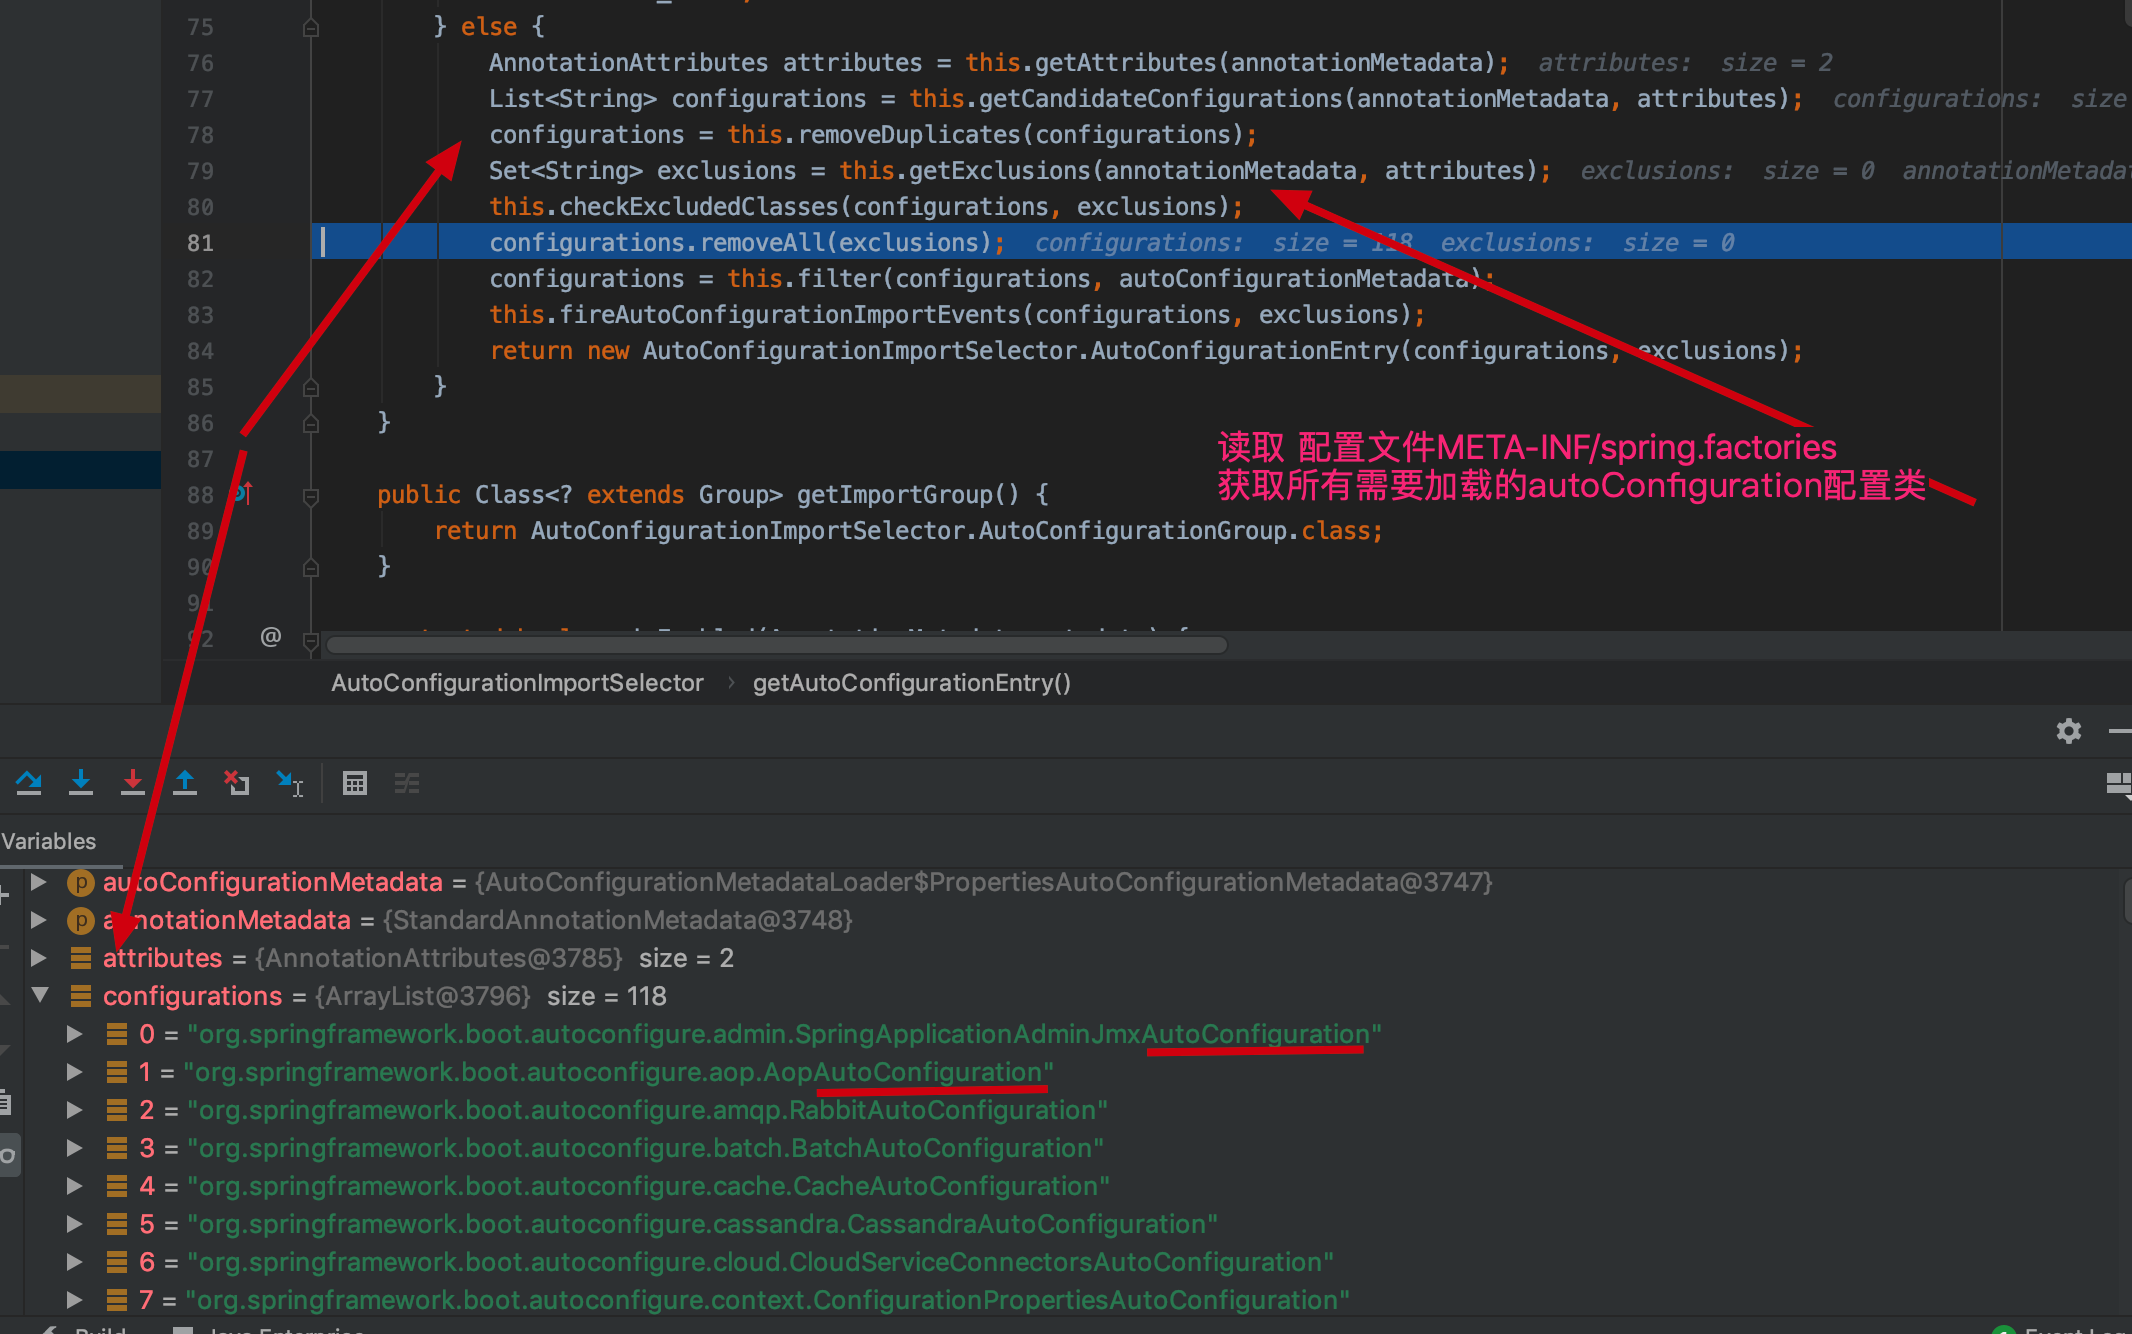 75 } else {
76 AnnotationAttributes attributes = this.getAttributes(annotationMetadata); attributes: size = 2
77 List<String> configurations = this.getCandidateConfigurations(annotationMetadata, attributes); configurations: size
78 configurations = this.removeDuplicates(configurations);
79 Set<String> exclusions = this.getExclusions(annotationMetadata, attributes); exclusions: size = 0 annotationMetadat
80 this.checkExcludedClasses(configurations, exclusions);
81 configurations.removeAll(exclusions); configurations: size = 118 exclusions: size = 0
82 configurations = this.filter(configurations, autoConfigurationMetadata);
83 this.fireAutoConfigurationImportEvents(configurations, exclusions);
84 return new AutoConfigurationImportSelector.AutoConfigurationEntry(configurations, exclusions);
85 }
86 }
读取 配置文件META-INF/spring.factories
87
获取所有需要加载的autoConfiguration配置类
88 public Class<? extends Group> getImportGroup() {
89 return AutoConfigurationImportSelector.AutoConfigurationGroup.class;
90 }
91
92 @
AutoConfigurationImportSelector › getAutoConfigurationEntry()
Variables
autoConfigurationMetadata = {AutoConfigurationMetadataLoader$PropertiesAutoConfigurationMetadata@3747}
annotationMetadata = {StandardAnnotationMetadata@3748}
attributes = {AnnotationAttributes@3785} size = 2
configurations = {ArrayList@3796} size = 118
0 = "org.springframework.boot.autoconfigure.admin.SpringApplicationAdminJmxAutoConfiguration"
1 = "org.springframework.boot.autoconfigure.aop.AopAutoConfiguration"
2 = "org.springframework.boot.autoconfigure.amqp.RabbitAutoConfiguration"
3 = "org.springframework.boot.autoconfigure.batch.BatchAutoConfiguration"
4 = "org.springframework.boot.autoconfigure.cache.CacheAutoConfiguration"
5 = "org.springframework.boot.autoconfigure.cassandra.CassandraAutoConfiguration"
6 = "org.springframework.boot.autoconfigure.cloud.CloudServiceConnectorsAutoConfiguration"
7 = "org.springframework.boot.autoconfigure.context.ConfigurationPropertiesAutoConfiguration"